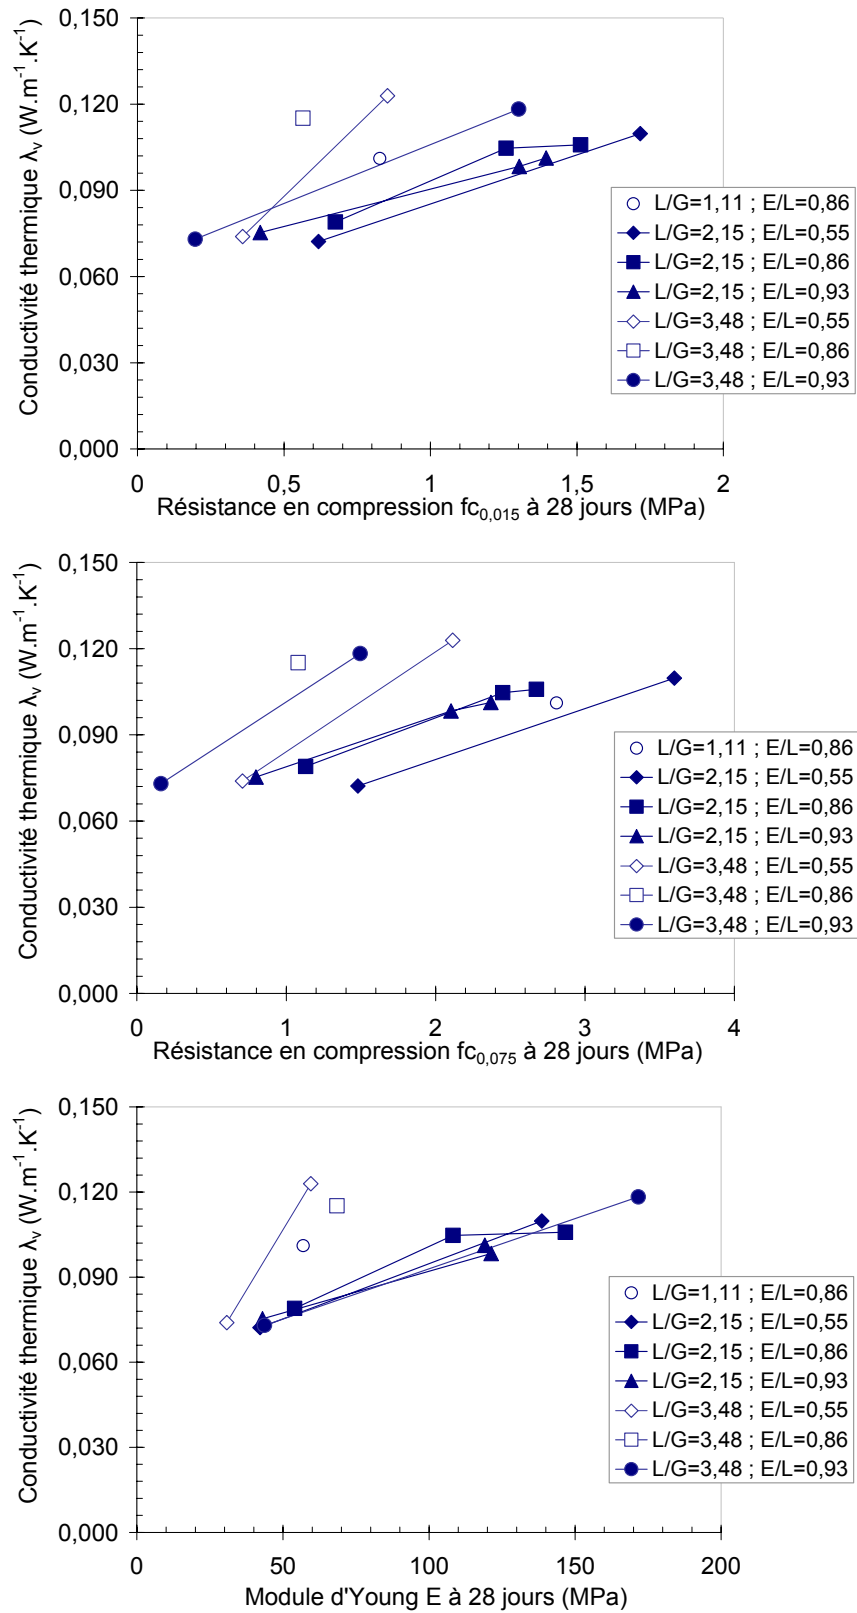 0,150
0,120
0,090
0,060
0,030
0,000
Conductivité thermique λv (W.m-1.K-1)
0
0,5
1
1,5
2
Résistance en compression fc0,015 à 28 jours (MPa)
L/G=1,11 ; E/L=0,86
L/G=2,15 ; E/L=0,55
L/G=2,15 ; E/L=0,86
L/G=2,15 ; E/L=0,93
L/G=3,48 ; E/L=0,55
L/G=3,48 ; E/L=0,86
L/G=3,48 ; E/L=0,93
0,150
0,120
0,090
0,060
0,030
0,000
Conductivité thermique λv (W.m-1.K-1)
0
1
2
3
4
Résistance en compression fc0,075 à 28 jours (MPa)
L/G=1,11 ; E/L=0,86
L/G=2,15 ; E/L=0,55
L/G=2,15 ; E/L=0,86
L/G=2,15 ; E/L=0,93
L/G=3,48 ; E/L=0,55
L/G=3,48 ; E/L=0,86
L/G=3,48 ; E/L=0,93
0,150
0,120
0,090
0,060
0,030
0,000
Conductivité thermique λv (W.m-1.K-1)
0
50
100
150
200
Module d'Young E à 28 jours (MPa)
L/G=1,11 ; E/L=0,86
L/G=2,15 ; E/L=0,55
L/G=2,15 ; E/L=0,86
L/G=2,15 ; E/L=0,93
L/G=3,48 ; E/L=0,55
L/G=3,48 ; E/L=0,86
L/G=3,48 ; E/L=0,93